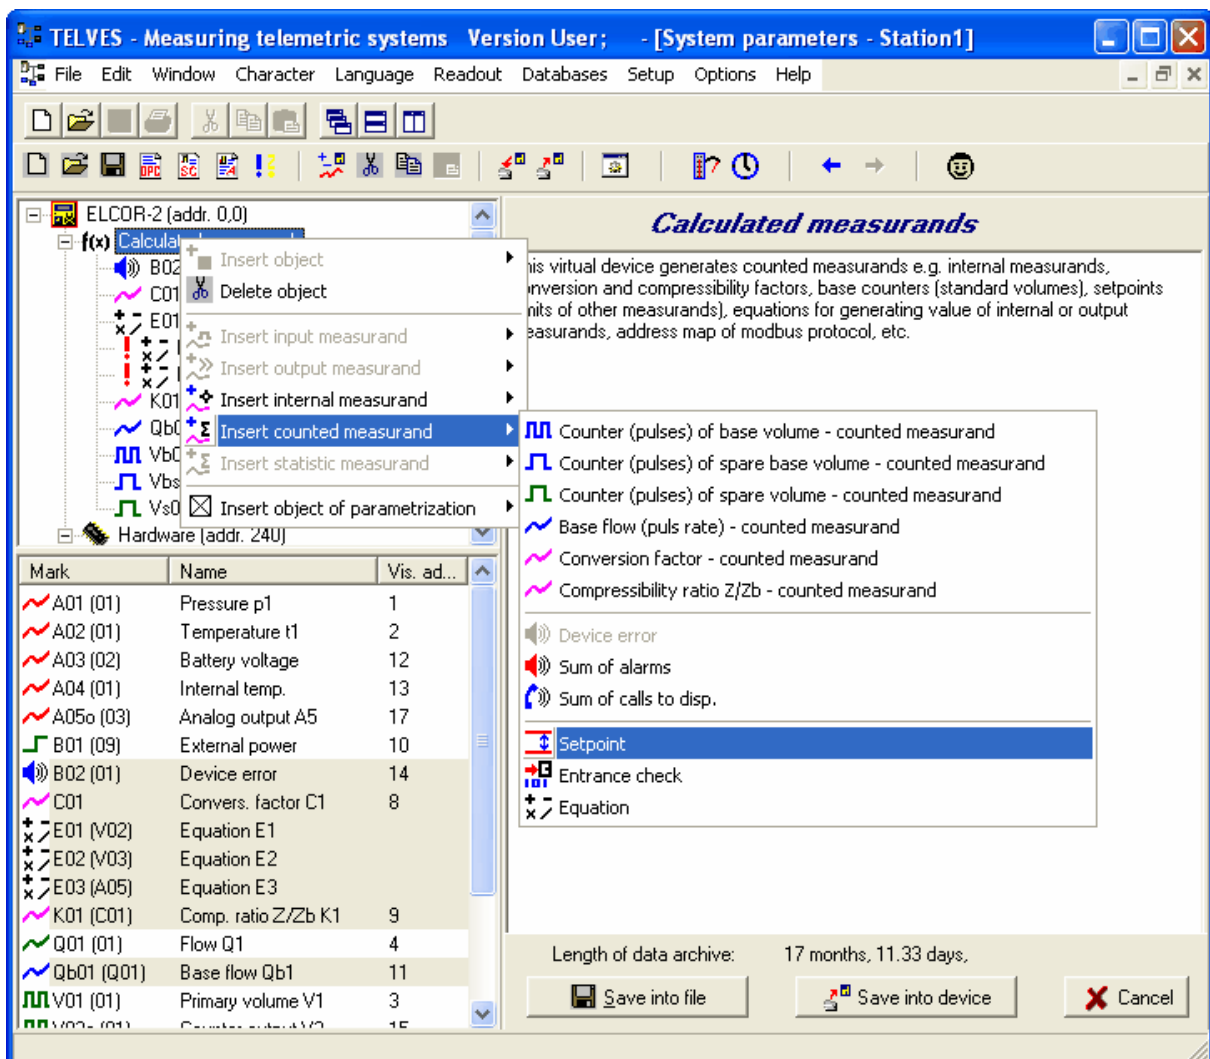 TELVES - Measuring telemetric systems Version User; - [System parameters - Station1]
File Edit Window Character Language Readout Databases Setup Options Help
ELCOR-2 (addr. 0,0)
f(x) Calcula
B02
C01
E01
K01
Qb0
Vb0
Vbs
Vs0
Hardware (addr. 240)
Insert object
Delete object
Insert input measurand
Insert output measurand
Insert internal measurand
Insert counted measurand
Insert statistic measurand
Insert object of parametrization
Calculated measurands
his virtual device generates counted measurands e.g. internal measurands,
onversion and compressibility factors, base counters (standard volumes), setpoints
mits of other measurands), equations for generating value of internal or output
easurands, address map of modbus protocol, etc.
Counter (pulses) of base volume - counted measurand
Counter (pulses) of spare base volume - counted measurand
Counter (pulses) of spare volume - counted measurand
Base flow (puls rate) - counted measurand
Conversion factor - counted measurand
Compressibility ratio Z/Zb - counted measurand
Device error
Sum of alarms
Sum of calls to disp.
Setpoint
Entrance check
Equation
Mark Name Vis. ad...
A01 (01) Pressure p1 1
A02 (01) Temperature t1 2
A03 (02) Battery voltage 12
A04 (01) Internal temp. 13
A05o (03) Analog output A5 17
B01 (09) External power 10
B02 (01) Device error 14
C01 Convers. factor C1 8
E01 (V02) Equation E1
E02 (V03) Equation E2
E03 (A05) Equation E3
K01 (C01) Comp. ratio Z/Zb K1 9
Q01 (01) Flow Q1 4
Qb01 (Q01) Base flow Qb1 11
V01 (01) Primary volume V1 3
Length of data archive: 17 months, 11.33 days,
Save into file Save into device Cancel